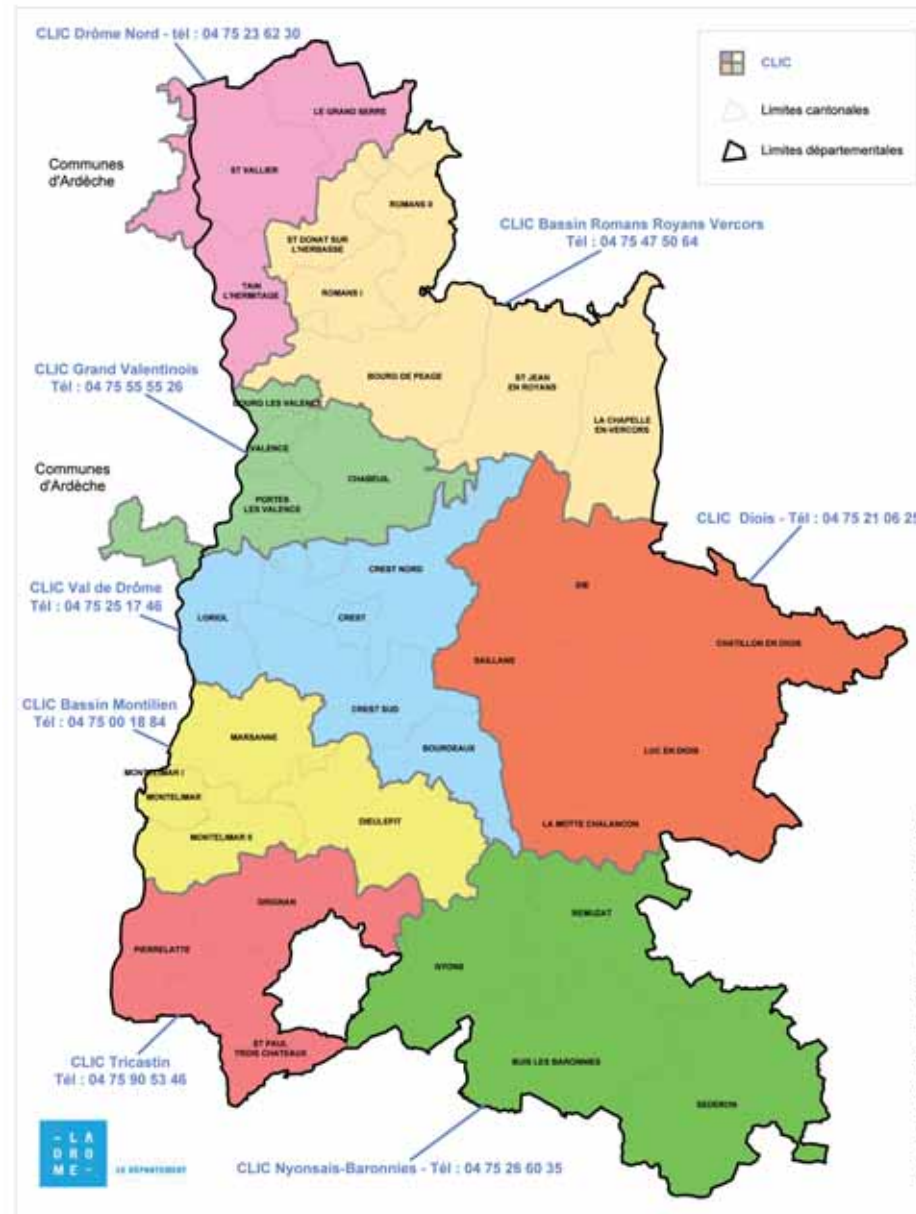 CLIC Drôme Nord - tél : 04 75 23 62 30
CLIC
Limites cantonales
Limites départementales
LE GRAND SERRE
Communes
d'Ardèche
ST VALLIER
ROMANS II
CLIC Bassin Romans Royans Vercors
Tél : 04 75 47 50 64
ST DONAT SUR
L'HERBASSE
TAIN
L'HERMITAGE
ROMANS I
CLIC Grand Valentinois
Tél : 04 75 55 55 26
BOURG DE PEAGE
ST JEAN
EN ROYANS
BOURG LES VALENCE
LA CHAPELLE
EN-VERCORS
VALENCE
Communes
d'Ardèche
CHABEUIL
PORTES
LES VALENCE
CLIC Diois - Tél : 04 75 21 06 25
CREST NORD
CLIC Val de Drôme
Tél : 04 75 25 17 46
DIE
LORIOL
CREST
CHATILLON EN DIOIS
SAILLANS
CLIC Bassin Montilien
Tél : 04 75 00 18 84
CREST SUD
MARSANNE
BOURDEAUX
LUC EN DIOIS
MONTELIMAR I
MONTELIMAR
DIEULEFIT
LA MOTTE CHALANCON
MONTELIMAR II
GRIGNAN
REMUZAT
PIERRELATTE
NYONS
ST PAUL
TROIS CHATEAUX
CLIC Tricastin
Tél : 04 75 90 53 46
BUIS LES BARONNIES
SEDERON
- LA
DRO
ME -
LE DÉPARTEMENT
CLIC Nyonsais-Baronnies - Tél : 04 75 26 60 35